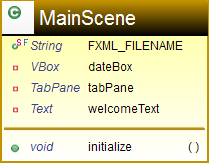 C MainScene
S F String FXML_FILENAME
VBox dateBox
TabPane tabPane
Text welcomeText
void initialize ( )